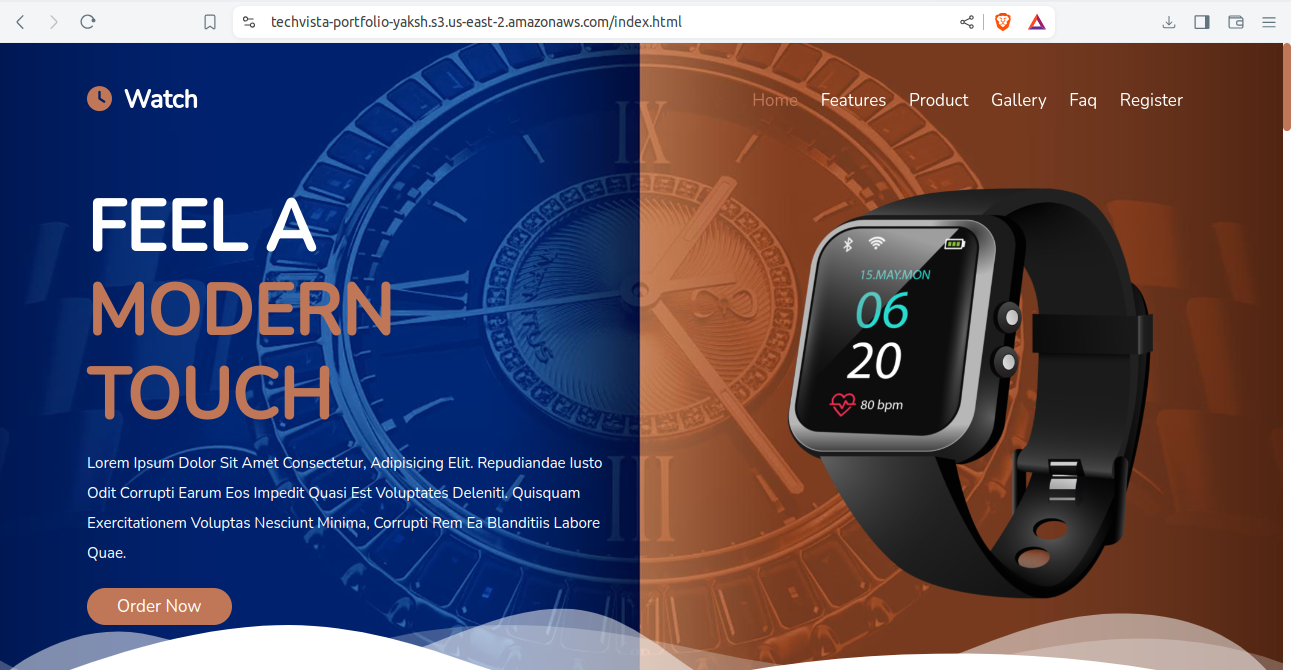 techvista-portfolio-yaksh.s3.us-east-2.amazonaws.com/index.html
Watch
Home Features Product Gallery Faq Register
FEEL A
MODERN
TOUCH
Lorem Ipsum Dolor Sit Amet Consectetur, Adipisicing Elit. Repudiandae Iusto
Odit Corrupti Earum Eos Impedit Quasi Est Voluptates Deleniti. Quisquam
Exercitationem Voluptas Nesciunt Minima, Corrupti Rem Ea Blanditiis Labore
Quae.
Order Now
15.MAY.MON
06
20
80 bpm
IX
III